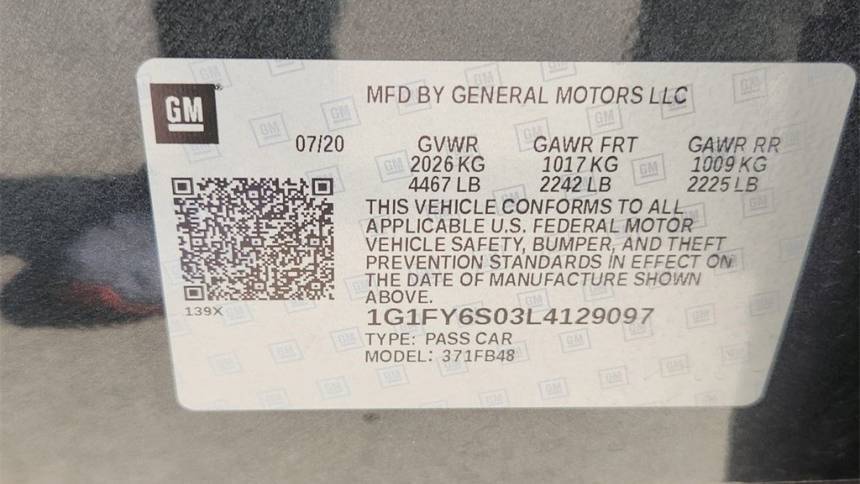 GM
MFD BY GENERAL MOTORS LLC
07/20 GVWR GAWR FRT GAWR RR
2026 KG 1017 KG 1009 KG
4467 LB 2242 LB 2225 LB
THIS VEHICLE CONFORMS TO ALL
APPLICABLE U.S. FEDERAL MOTOR
VEHICLE SAFETY, BUMPER, AND THEFT
PREVENTION STANDARDS IN EFFECT ON
THE DATE OF MANUFACTURE SHOWN
ABOVE.
139X
1G1FY6S03L4129097
TYPE: PASS CAR
MODEL: 371FB48